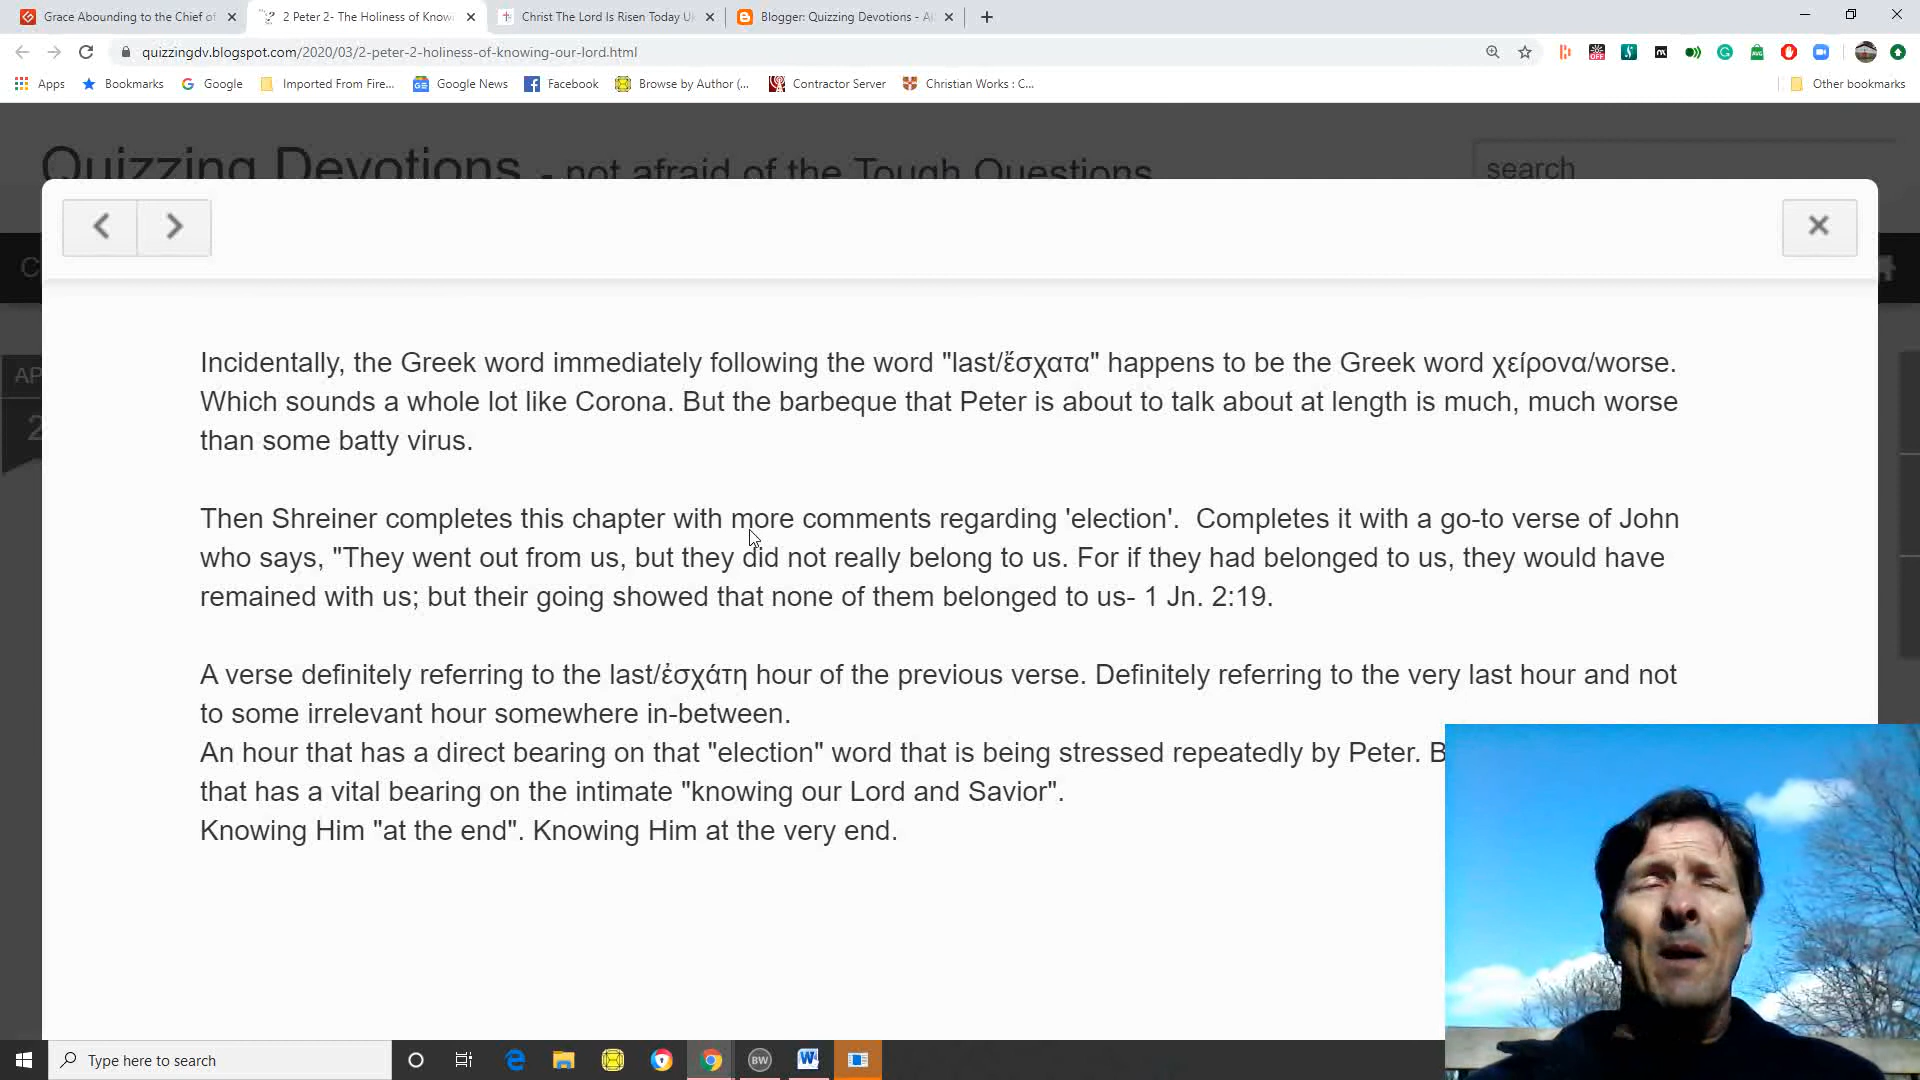 Grace Abounding to the Chief of
2 Peter 2- The Holiness of Know
Christ The Lord Is Risen Today U
Blogger: Quizzing Devotions - A
quizzingdv.blogspot.com/2020/03/2-peter-2-holiness-of-knowing-our-lord.html
Apps
Bookmarks
Google
Imported From Fire...
Google News
Facebook
Browse by Author (...
Contractor Server
Christian Works : C...
Other bookmarks
Quizzing Devotions - not afraid of the Tough Questions
search
Incidentally, the Greek word immediately following the word "last/ἔσχατα" happens to be the Greek word χείρονα/worse.
Which sounds a whole lot like Corona. But the barbeque that Peter is about to talk about at length is much, much worse
than some batty virus.
Then Shreiner completes this chapter with more comments regarding 'election'.  Completes it with a go-to verse of John
who says, "They went out from us, but they did not really belong to us. For if they had belonged to us, they would have
remained with us; but their going showed that none of them belonged to us- 1 Jn. 2:19.
A verse definitely referring to the last/ἐσχάτη hour of the previous verse. Definitely referring to the very last hour and not
to some irrelevant hour somewhere in-between.
An hour that has a direct bearing on that "election" word that is being stressed repeatedly by Peter. B
that has a vital bearing on the intimate "knowing our Lord and Savior".
Knowing Him "at the end". Knowing Him at the very end.
Type here to search
BW